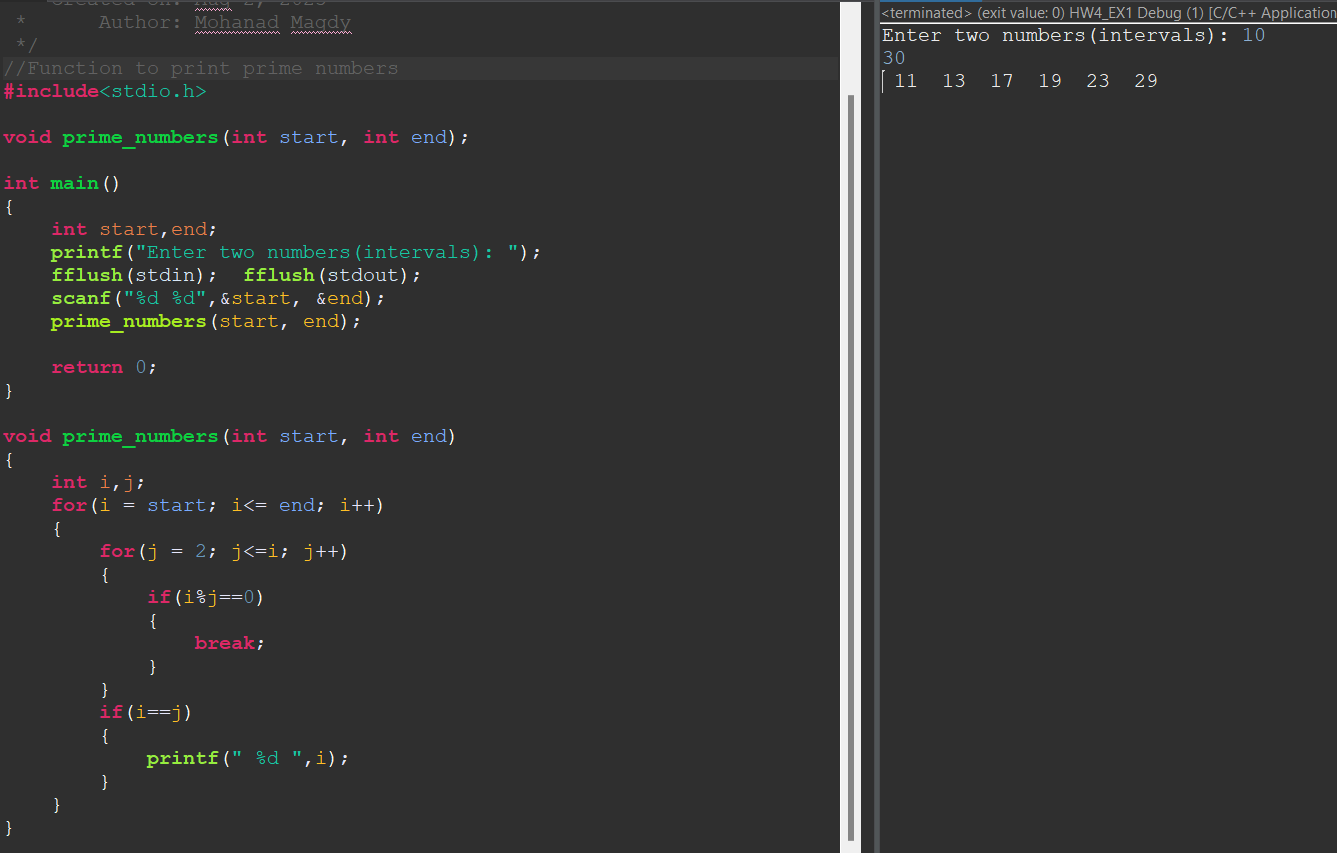 *      Author: Mohanad Magdy
 */
//Function to print prime numbers
#include<stdio.h>

void prime_numbers(int start, int end);

int main()
{
    int start,end;
    printf("Enter two numbers(intervals): ");
    fflush(stdin);  fflush(stdout);
    scanf("%d %d",&start, &end);
    prime_numbers(start, end);

    return 0;
}

void prime_numbers(int start, int end)
{
    int i,j;
    for(i = start; i<= end; i++)
    {
        for(j = 2; j<=i; j++)
        {
            if(i%j==0)
            {
                break;
            }
        }
        if(i==j)
        {
            printf(" %d ",i);
        }
    }
}
<terminated> (exit value: 0) HW4_EX1 Debug (1) [C/C++ Application
Enter two numbers(intervals): 10
30
 11  13  17  19  23  29